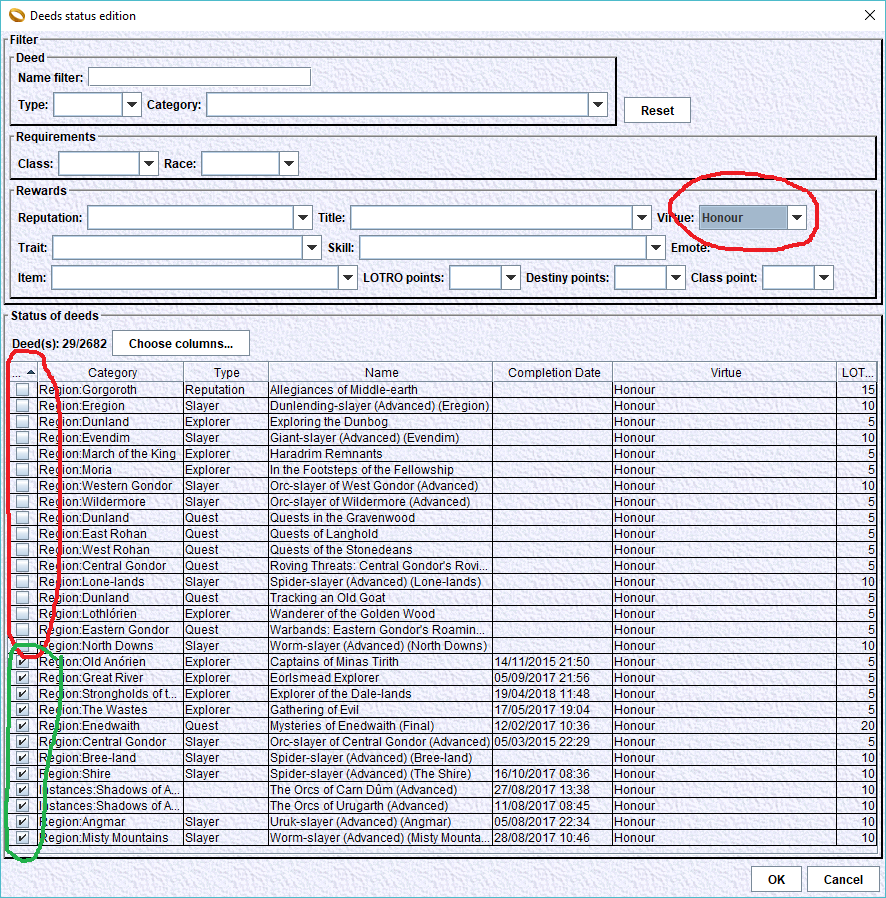 Deeds status edition
Filter
Deed
Name filter:
Type: Category:
Reset
Requirements
Class: Race:
Rewards
Reputation: Title: Virtue: Honour
Trait: Skill: Emote:
Item: LOTRO points: Destiny points: Class point:
Status of deeds
Deed(s): 29/2682 Choose columns...
... Category Type Name Completion Date Virtue LOT...
Region:Gorgoroth Reputation Allegiances of Middle-earth Honour 15
Region:Eregion Slayer Dunlending-slayer (Advanced) (Eregion) Honour 10
Region:Dunland Explorer Exploring the Dunbog Honour 5
Region:Evendim Slayer Giant-slayer (Advanced) (Evendim) Honour 10
Region:March of the King Explorer Haradrim Remnants Honour 5
Region:Moria Explorer In the Footsteps of the Fellowship Honour 5
Region:Western Gondor Slayer Orc-slayer of West Gondor (Advanced) Honour 10
Region:Wildermore Slayer Orc-slayer of Wildermore (Advanced) Honour 5
Region:Dunland Quest Quests in the Gravenwood Honour 5
Region:East Rohan Quest Quests of Langhold Honour 5
Region:West Rohan Quest Quests of the Stonedeans Honour 5
Region:Central Gondor Quest Roving Threats: Central Gondor's Rovi... Honour 5
Region:Lone-lands Slayer Spider-slayer (Advanced) (Lone-lands) Honour 10
Region:Dunland Quest Tracking an Old Goat Honour 5
Region:Lothlórien Explorer Wanderer of the Golden Wood Honour 5
Region:Eastern Gondor Quest Warbands: Eastern Gondor's Roamin... Honour 5
Region:North Downs Slayer Worm-slayer (Advanced) (North Downs) Honour 10
Region:Old Anórien Explorer Captains of Minas Tirith 14/11/2015 21:50 Honour 5
Region:Great River Explorer Eorlsmead Explorer 05/09/2017 21:56 Honour 5
Region:Strongholds of t... Explorer Explorer of the Dale-lands 19/04/2018 11:48 Honour 5
Region:The Wastes Explorer Gathering of Evil 17/05/2017 19:04 Honour 5
Region:Enedwaith Quest Mysteries of Enedwaith (Final) 12/02/2017 10:36 Honour 20
Region:Central Gondor Slayer Orc-slayer of Central Gondor (Advanced) 05/03/2015 22:29 Honour 5
Region:Bree-land Slayer Spider-slayer (Advanced) (Bree-land) Honour 10
Region:Shire Slayer Spider-slayer (Advanced) (The Shire) 16/10/2017 08:36 Honour 10
Instances:Shadows of A... The Orcs of Carn Dûm (Advanced) 27/08/2017 13:38 Honour 10
Instances:Shadows of A... The Orcs of Urugarth (Advanced) 11/08/2017 08:45 Honour 10
Region:Angmar Slayer Uruk-slayer (Advanced) (Angmar) 05/08/2017 22:34 Honour 10
Region:Misty Mountains Slayer Worm-slayer (Advanced) (Misty Mounta... 28/08/2017 10:46 Honour 10
OK Cancel